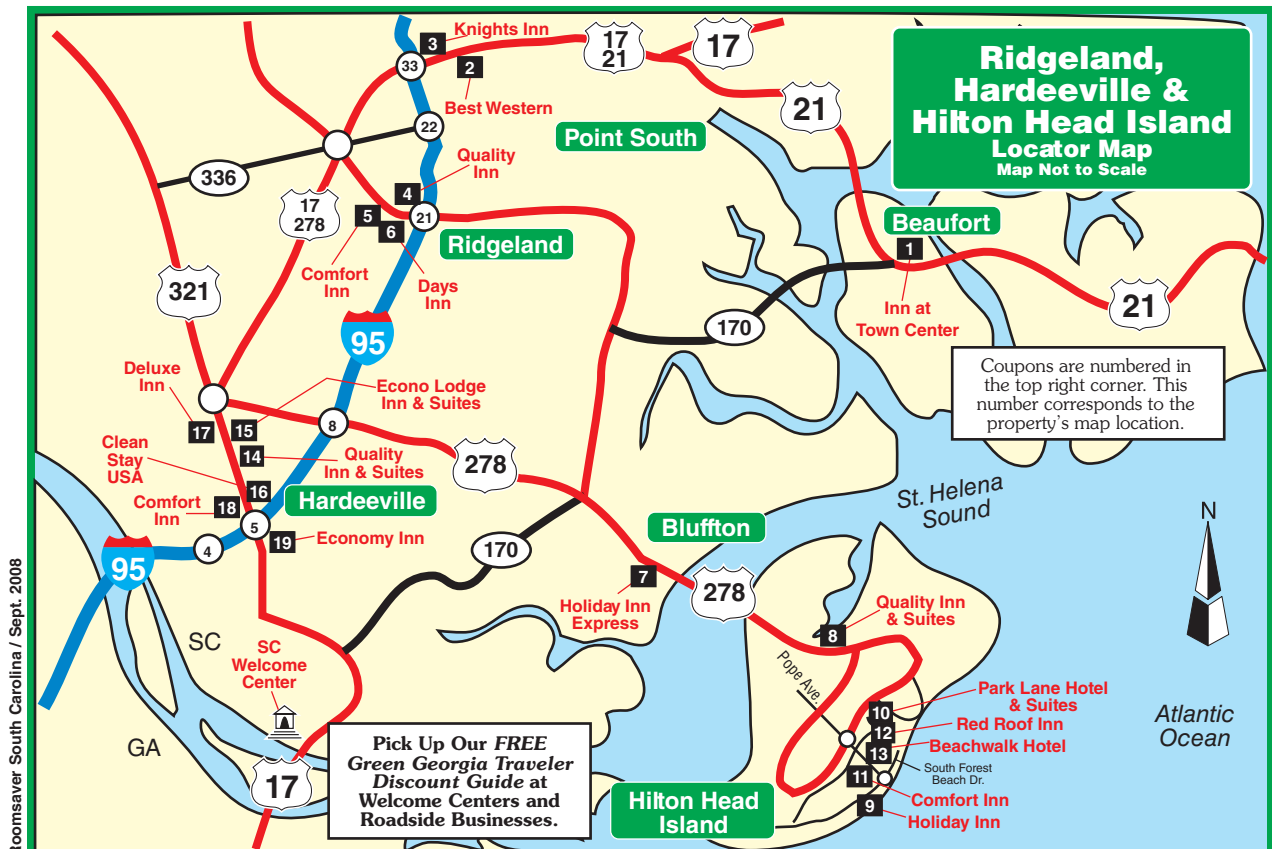 Ridgeland,
Hardeeville &
Hilton Head Island
Locator Map
Map Not to Scale
3
Knights Inn
33
2
Best Western
17
21
17
21
22
Point South
336
Quality
Inn
4
17
278
5
6
21
Ridgeland
Comfort
Inn
Days
Inn
Beaufort
1
Inn at
Town Center
21
170
321
95
Coupons are numbered in
the top right corner. This
number corresponds to the
property's map location.
Deluxe
Inn
Econo Lodge
Inn & Suites
17
15
8
Clean
Stay
USA
14
Quality
Inn & Suites
278
16
Hardeeville
Comfort
Inn
18
5
19
Economy Inn
4
95
170
Bluffton
St. Helena
Sound
N
7
Holiday Inn
Express
278
Quality Inn
& Suites
8
Pope Ave.
SC
SC
Welcome
Center
GA
17
Park Lane Hotel
& Suites
10
Red Roof Inn
12
Beachwalk Hotel
13
South Forest
Beach Dr.
11
Comfort Inn
9
Holiday Inn
Atlantic
Ocean
Pick Up Our FREE
Green Georgia Traveler
Discount Guide at
Welcome Centers and
Roadside Businesses.
Hilton Head
Island
Roomsaver South Carolina / Sept. 2008